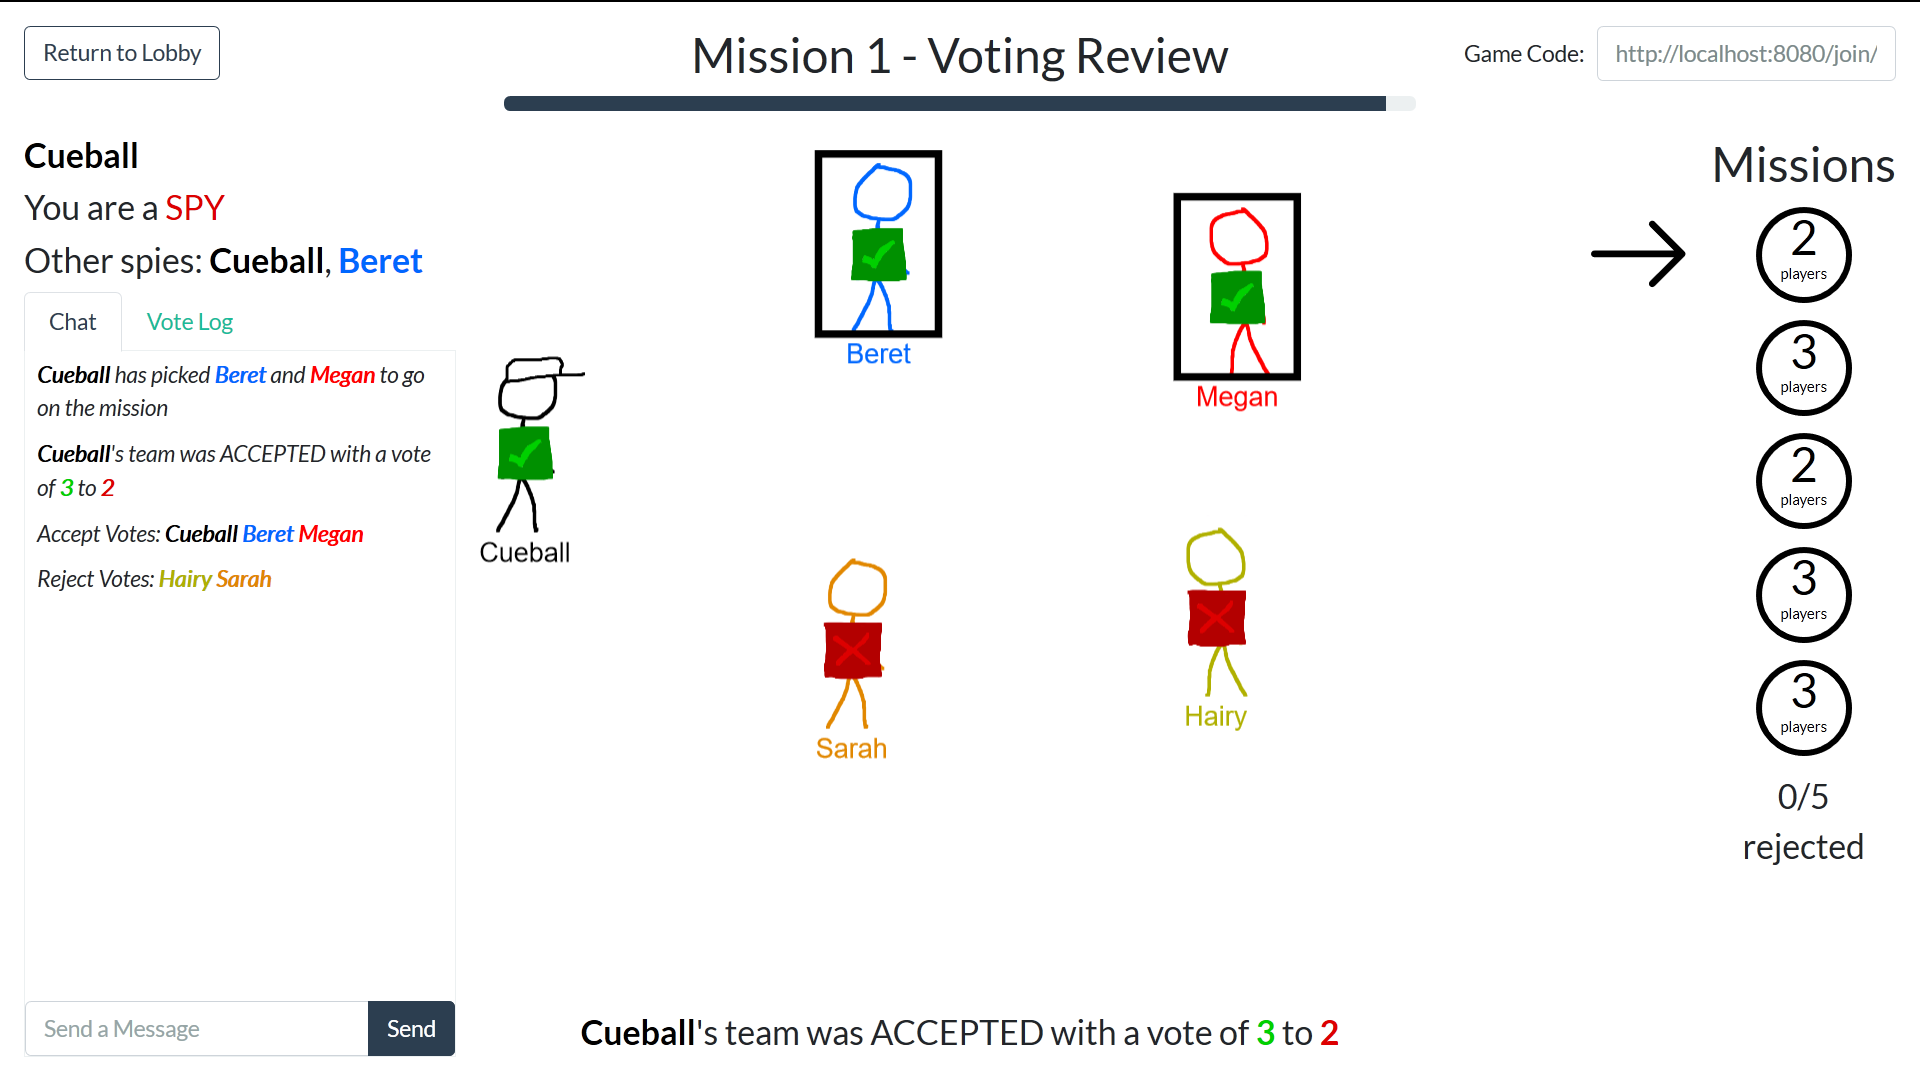 Return to Lobby
Mission 1 - Voting Review
Game Code:
http://localhost:8080/join/
Cueball
You are a SPY
Other spies: Cueball, Beret
Chat
Vote Log
Cueball has picked Beret and Megan to go
on the mission
Cueball's team was ACCEPTED with a vote
of 3 to 2
Accept Votes: Cueball Beret Megan
Reject Votes: Hairy Sarah
Send a Message
Send
Beret
Megan
Cueball
Sarah
Hairy
Cueball's team was ACCEPTED with a vote of 3 to 2
Missions
2
players
3
players
2
players
3
players
3
players
0/5
rejected